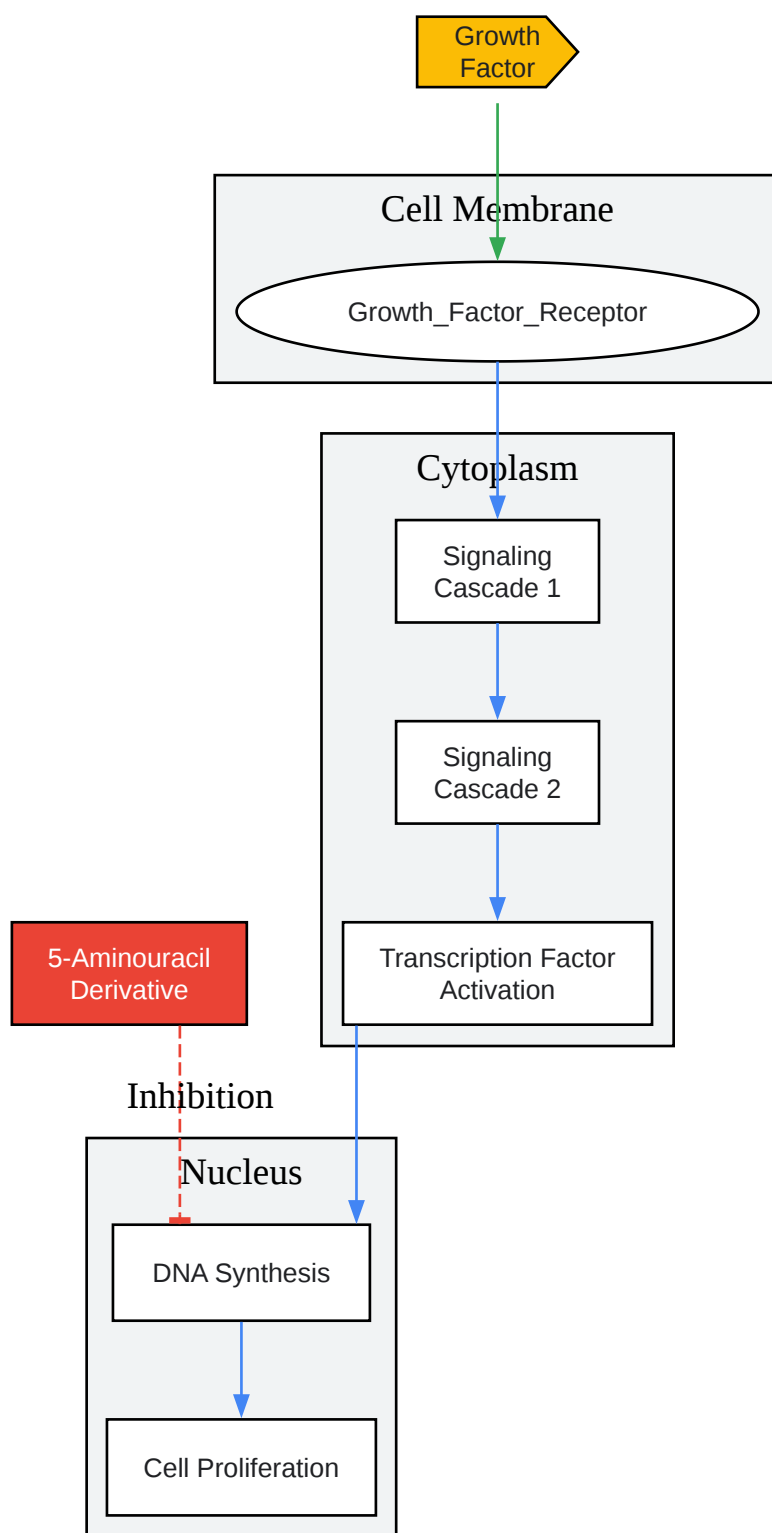 Growth
Factor
Cell Membrane
Growth_Factor_Receptor
Cytoplasm
Signaling
Cascade 1
Signaling
Cascade 2
5-Aminouracil
Derivative
Transcription Factor
Activation
Inhibition
Nucleus
DNA Synthesis
Cell Proliferation